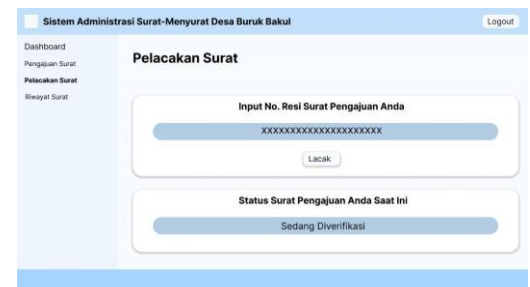 Sistem Administrasi Surat-Menyurat Desa Buruk Bakul
Logout
Dashboard
Pengajuan Surat
Pelacakan Surat
Riwayat Surat
Pelacakan Surat
Input No. Resi Surat Pengajuan Anda
XXXXXXXXXXXXXXXXXXXXX
Lacak
Status Surat Pengajuan Anda Saat Ini
Sedang Diverifikasi